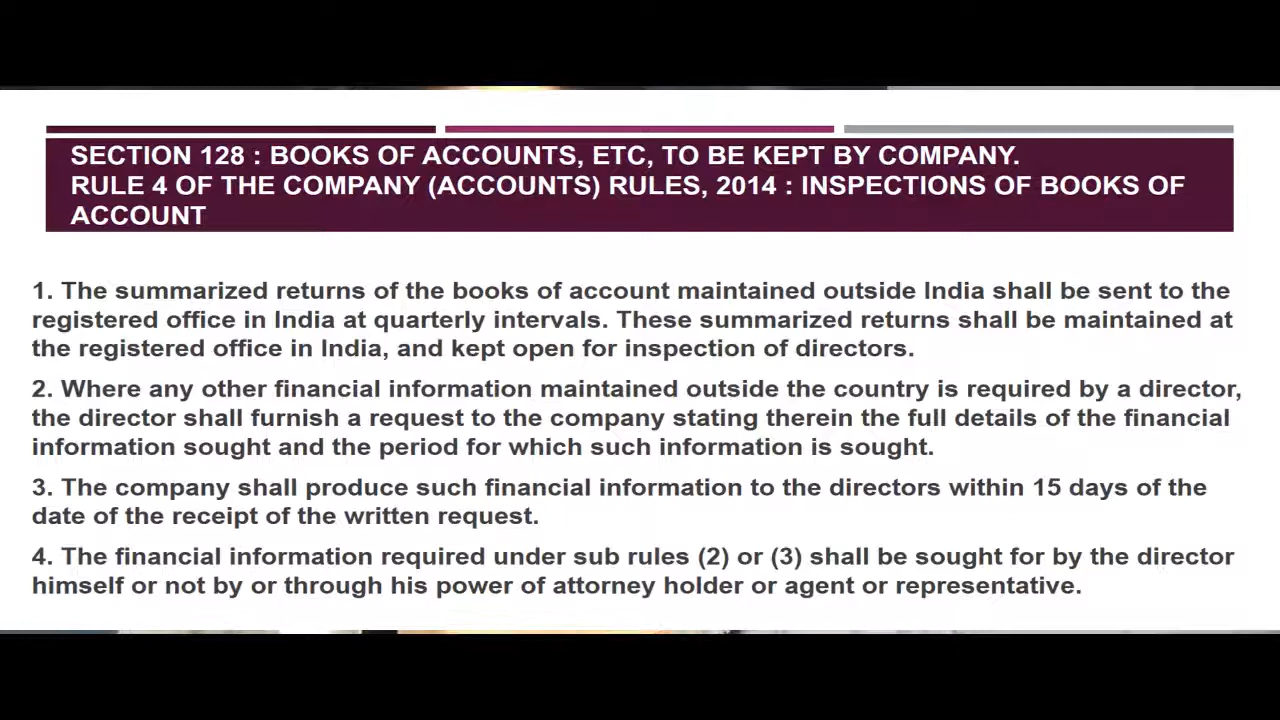 SECTION 128 : BOOKS OF ACCOUNTS, ETC, TO BE KEPT BY COMPANY.
RULE 4 OF THE COMPANY (ACCOUNTS) RULES, 2014 : INSPECTIONS OF BOOKS OF
ACCOUNT
1. The summarized returns of the books of account maintained outside India shall be sent to the
registered office in India at quarterly intervals. These summarized returns shall be maintained at
the registered office in India, and kept open for inspection of directors.
2. Where any other financial information maintained outside the country is required by a director,
the director shall furnish a request to the company stating therein the full details of the financial
information sought and the period for which such information is sought.
3. The company shall produce such financial information to the directors within 15 days of the
date of the receipt of the written request.
4. The financial information required under sub rules (2) or (3) shall be sought for by the director
himself or not by or through his power of attorney holder or agent or representative.